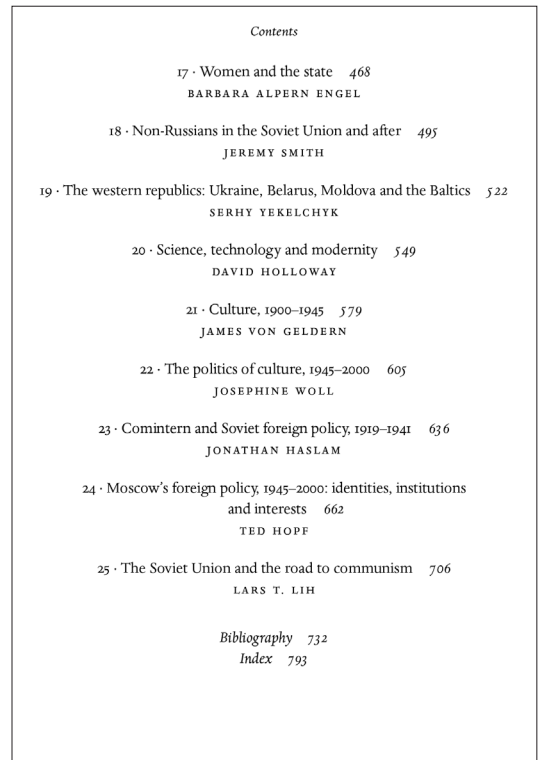 Contents
17 · Women and the state 468
BARBARA ALPERN ENGEL
18 · Non-Russians in the Soviet Union and after 495
JEREMY SMITH
19 · The western republics: Ukraine, Belarus, Moldova and the Baltics 522
SERHY YEKELCHYK
20 · Science, technology and modernity 549
DAVID HOLLOWAY
21 · Culture, 1900–1945 579
JAMES VON GELDERN
22 · The politics of culture, 1945–2000 605
JOSEPHINE WOLL
23 · Comintern and Soviet foreign policy, 1919–1941 636
JONATHAN HASLAM
24 · Moscow's foreign policy, 1945–2000: identities, institutions
and interests 662
TED HOPF
25 · The Soviet Union and the road to communism 706
LARS T. LIH
Bibliography 732
Index 793